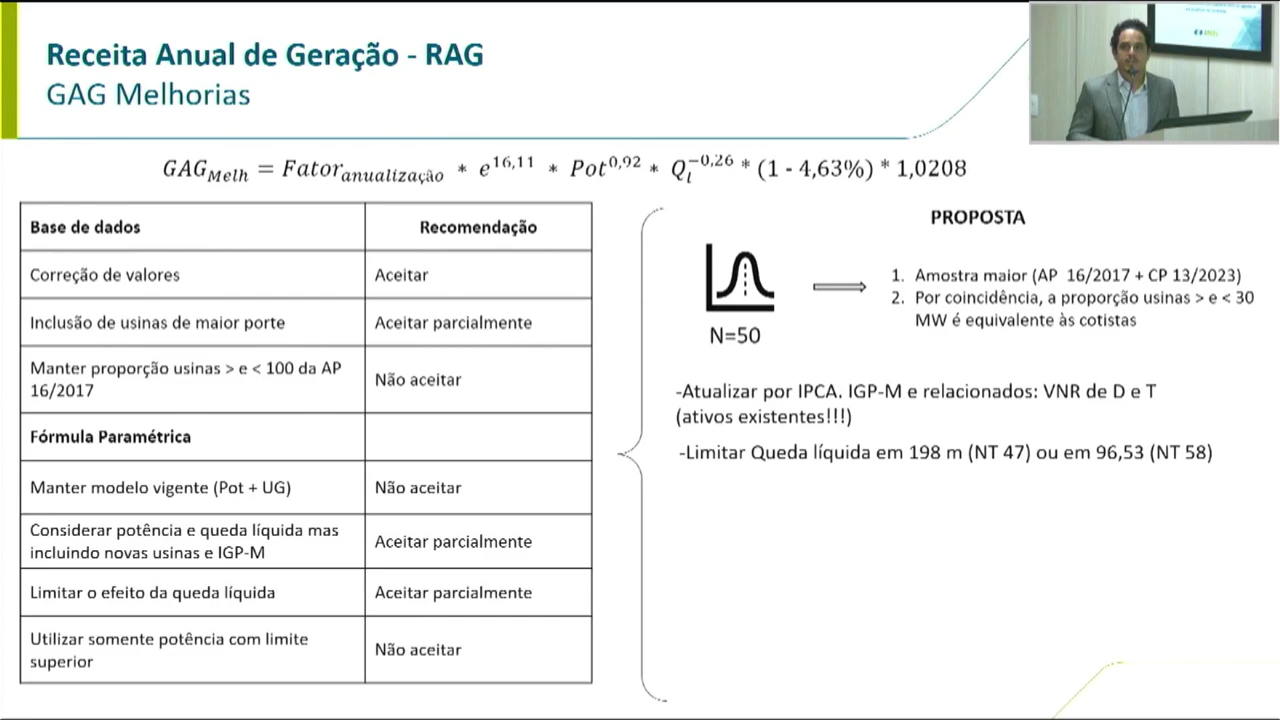 Receita Anual de Geração - RAG
GAG Melhorias
GAG_Melh = Fator_anualização * e^16,11 * Pot^0,92 * Q_l^-0,26 * (1 - 4,63%) * 1,0208
Base de dados
Recomendação
Correção de valores
Aceitar
Inclusão de usinas de maior porte
Aceitar parcialmente
Manter proporção usinas > e < 100 da AP
16/2017
Não aceitar
Fórmula Paramétrica
Manter modelo vigente (Pot + UG)
Não aceitar
Considerar potência e queda líquida mas
incluindo novas usinas e IGP-M
Aceitar parcialmente
Limitar o efeito da queda líquida
Aceitar parcialmente
Utilizar somente potência com limite
superior
Não aceitar
PROPOSTA
N=50
1. Amostra maior (AP 16/2017 + CP 13/2023)
2. Por coincidência, a proporção usinas > e < 30
MW é equivalente às cotistas
-Atualizar por IPCA. IGP-M e relacionados: VNR de D e T
(ativos existentes!!!)
-Limitar Queda líquida em 198 m (NT 47) ou em 96,53 (NT 58)